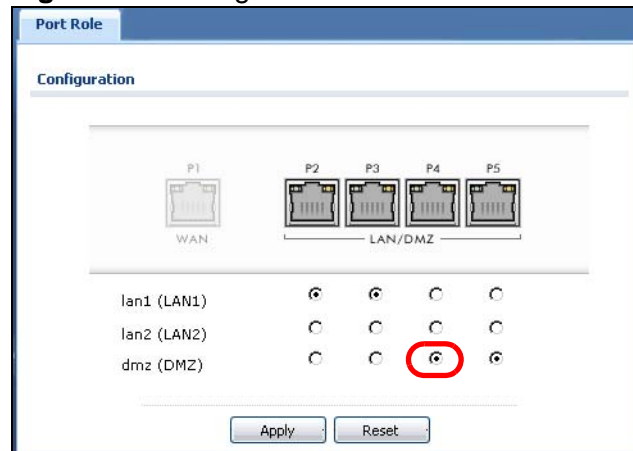 Port Role
Configuration
P1 P2 P3 P4 P5
WAN LAN/DMZ
lan1 (LAN1)
lan2 (LAN2)
dmz (DMZ)
Apply Reset